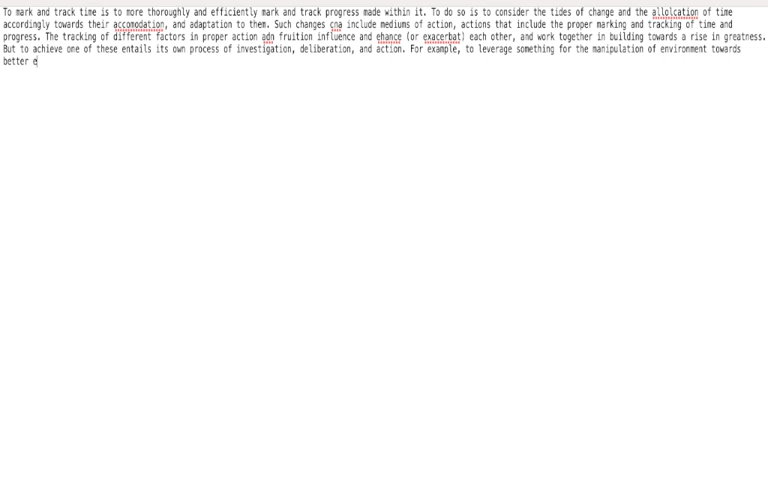 To mark and track time is to more thoroughly and efficiently mark and track progress made within it. To do so is to consider the tides of change and the allolcation of time
accordingly towards their accomodation, and adaptation to them. Such changes cna include mediums of action, actions that include the proper marking and tracking of time and
progress. The tracking of different factors in proper action adn fruition influence and ehance (or exacerbat) each other, and work together in building towards a rise in greatness.
But to achieve one of these entails its own process of investigation, deliberation, and action. For example, to leverage something for the manipulation of environment towards
better e